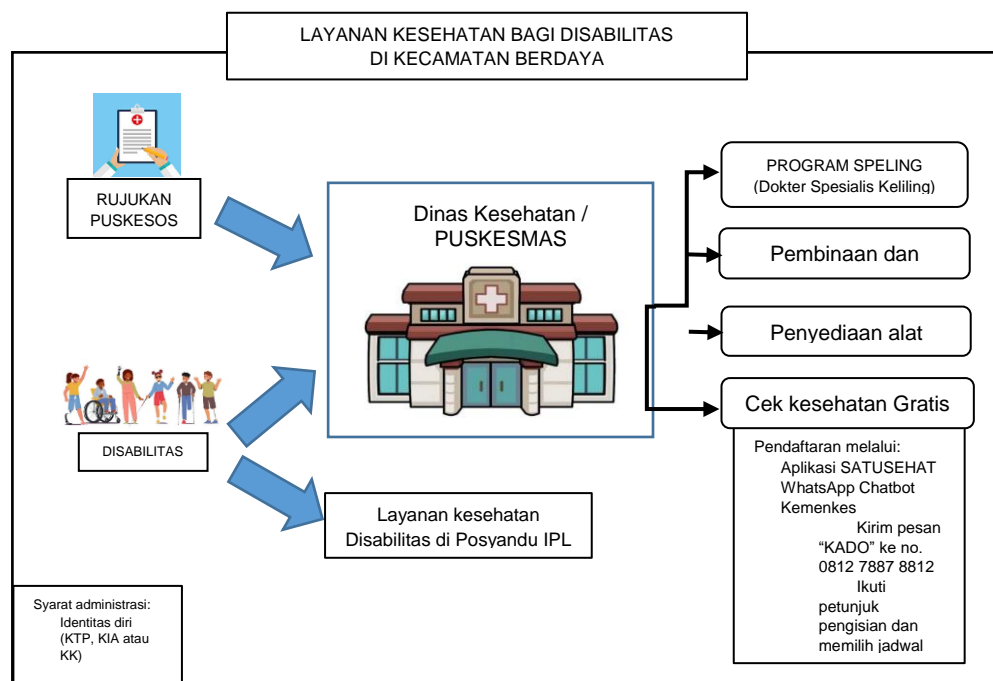 LAYANAN KESEHATAN BAGI DISABILITAS
DI KECAMATAN BERDAYA
RUJUKAN
PUSKESOS
DISABILITAS
Dinas Kesehatan /
PUSKESMAS
Layanan kesehatan
Disabilitas di Posyandu IPL
PROGRAM SPELING
(Dokter Spesialis Keliling)
Pembinaan dan
Penyediaan alat
Cek kesehatan Gratis
Pendaftaran melalui:
Aplikasi SATUSEHAT
WhatsApp Chatbot
Kemenkes
Kirim pesan
“KADO” ke no.
0812 7887 8812
Ikuti
petunjuk
pengisian dan
memilih jadwal
Syarat administrasi:
Identitas diri
(KTP, KIA atau
KK)